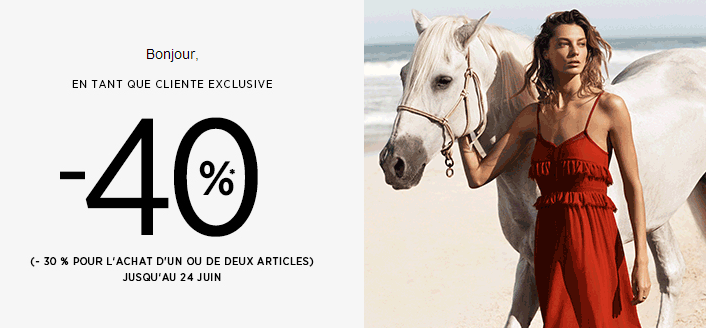 Bonjour,
EN TANT QUE CLIENTE EXCLUSIVE
-40%*
(- 30 % POUR L'ACHAT D'UN OU DE DEUX ARTICLES)
JUSQU'AU 24 JUIN